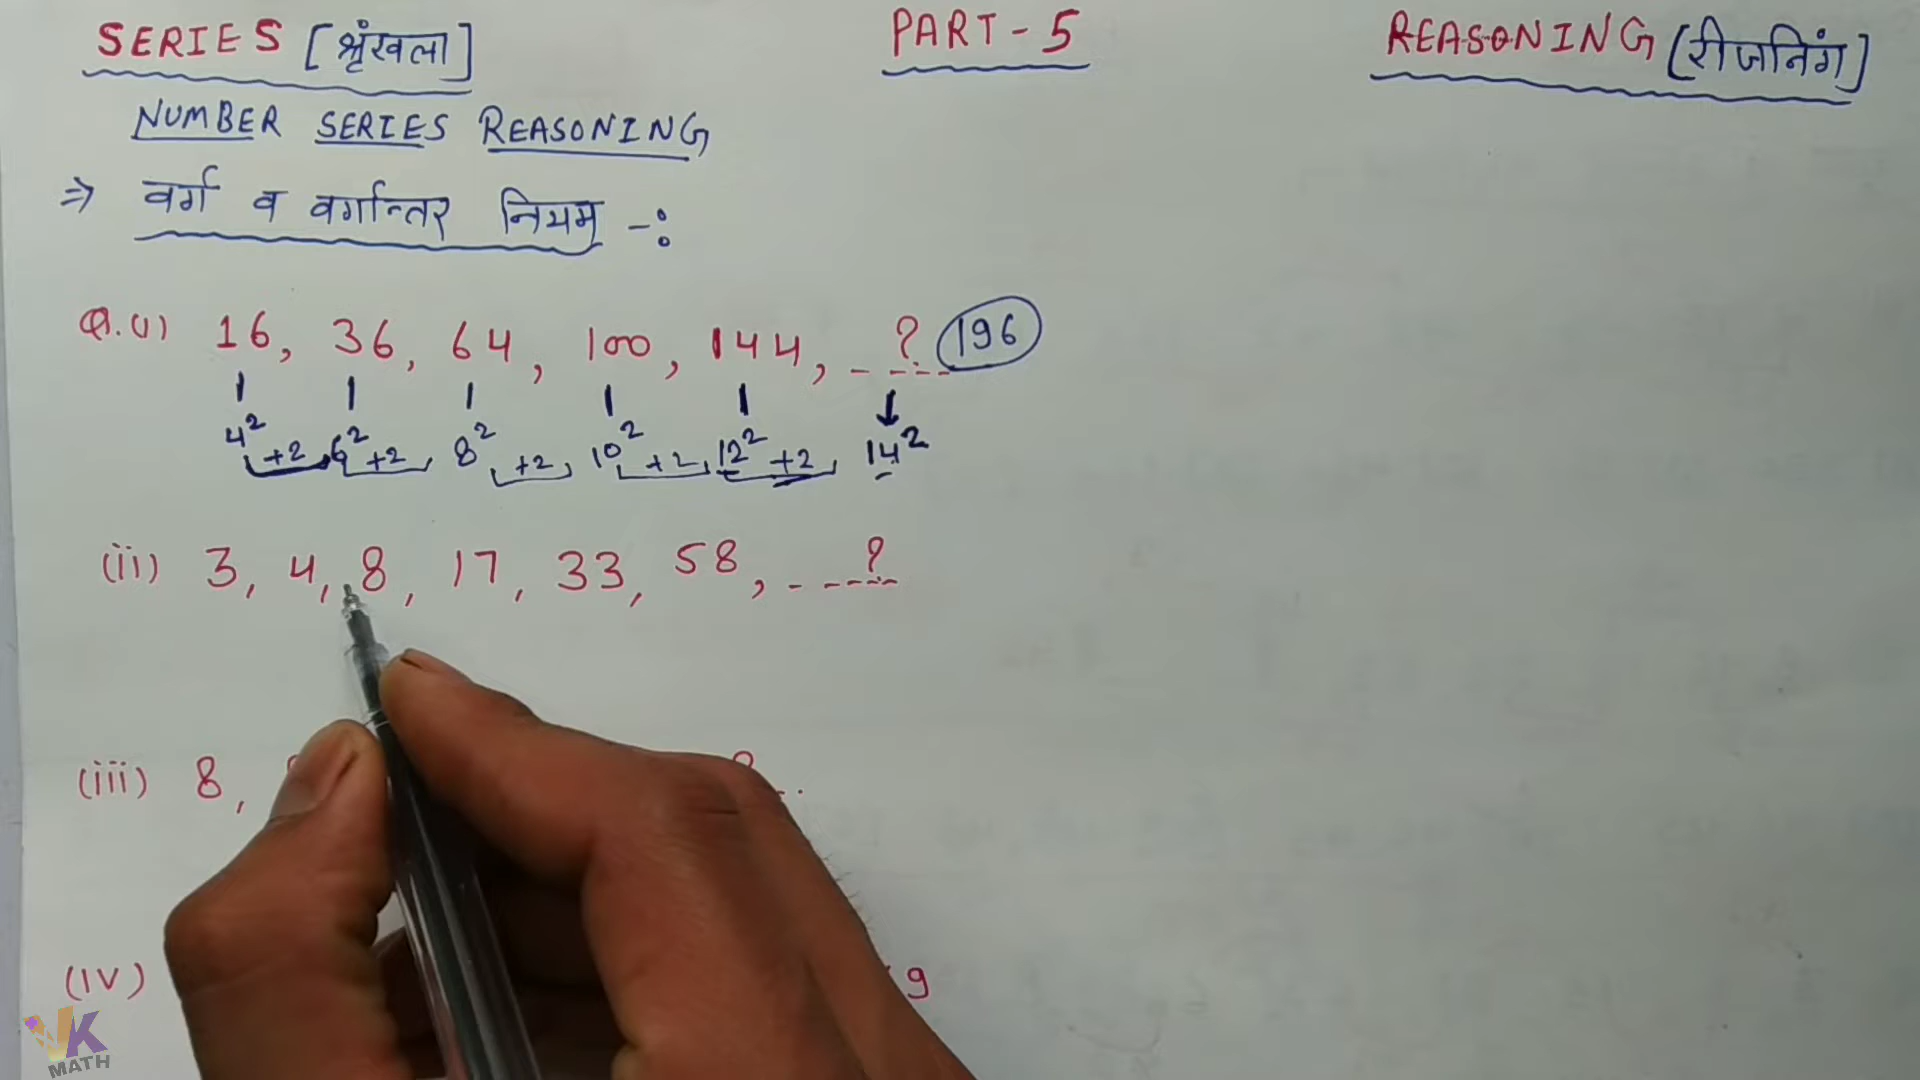 SERIES [श्रृंखला]
PART - 5
REASONING [रीजनिंग]
NUMBER SERIES REASONING
⇒ वर्ग व वर्गान्तर नियम -:
Q.(i) 16, 36, 64, 100, 144, ----? 196
4² +2 6² +2 8² +2 10² +2 12² +2 14²
(ii) 3, 4, 8, 17, 33, 58, ----?
(iii) 8,
(iv) 9
VK
MATH